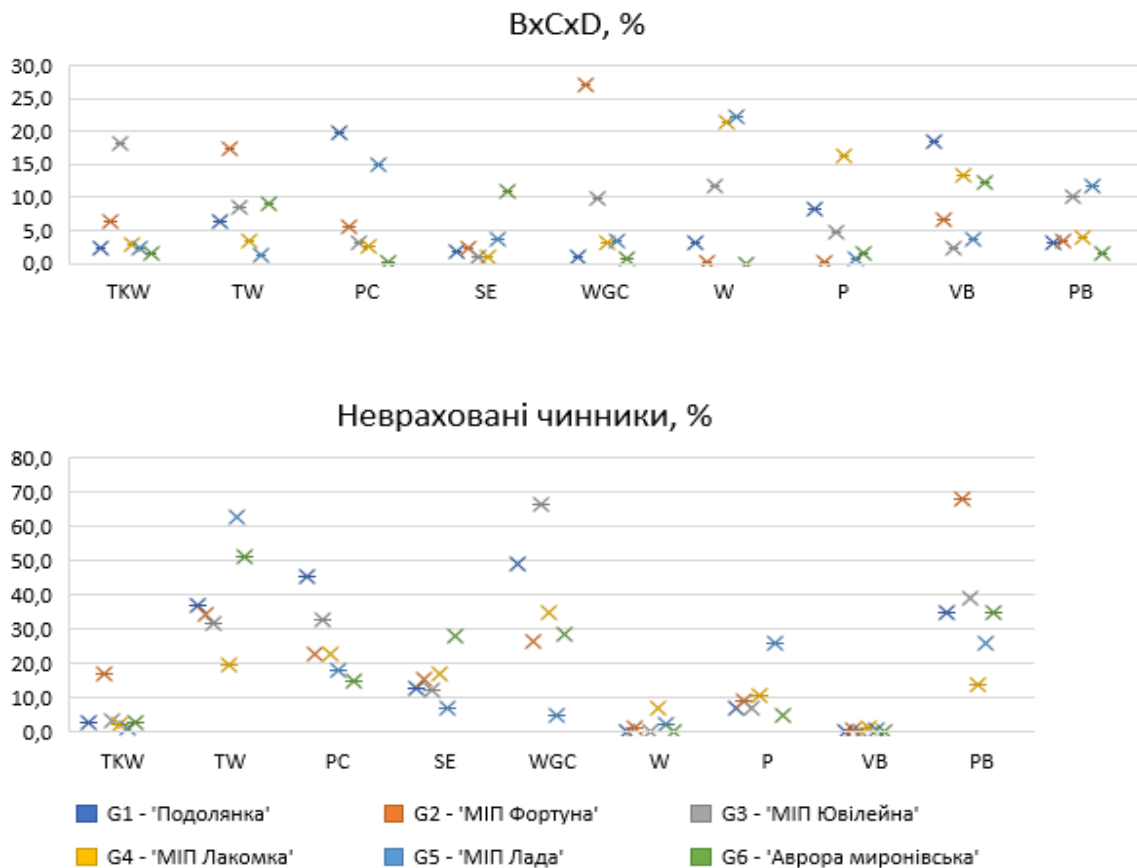 BxCxD, %
30,0
25,0
20,0
15,0
10,0
5,0
0,0
TKW TW PC SE WGC W P VB PB
Невраховані чинники, %
80,0
70,0
60,0
50,0
40,0
30,0
20,0
10,0
0,0
TKW TW PC SE WGC W P VB PB
G1 - 'Подолянка' G2 - 'МІП Фортуна' G3 - 'МІП Ювілейна'
G4 - 'МІП Лакомка' G5 - 'МІП Лада' G6 - 'Аврора миронівська'